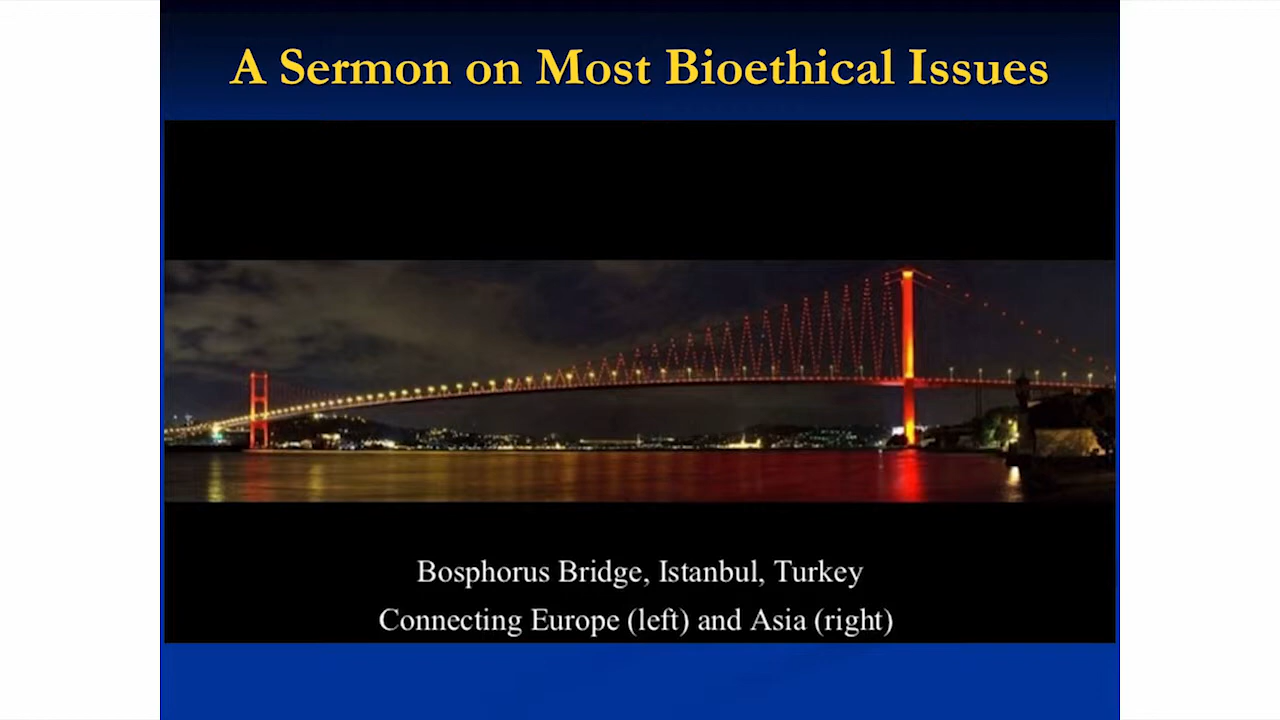 A Sermon on Most Bioethical Issues
Bosphorus Bridge, Istanbul, Turkey
Connecting Europe (left) and Asia (right)